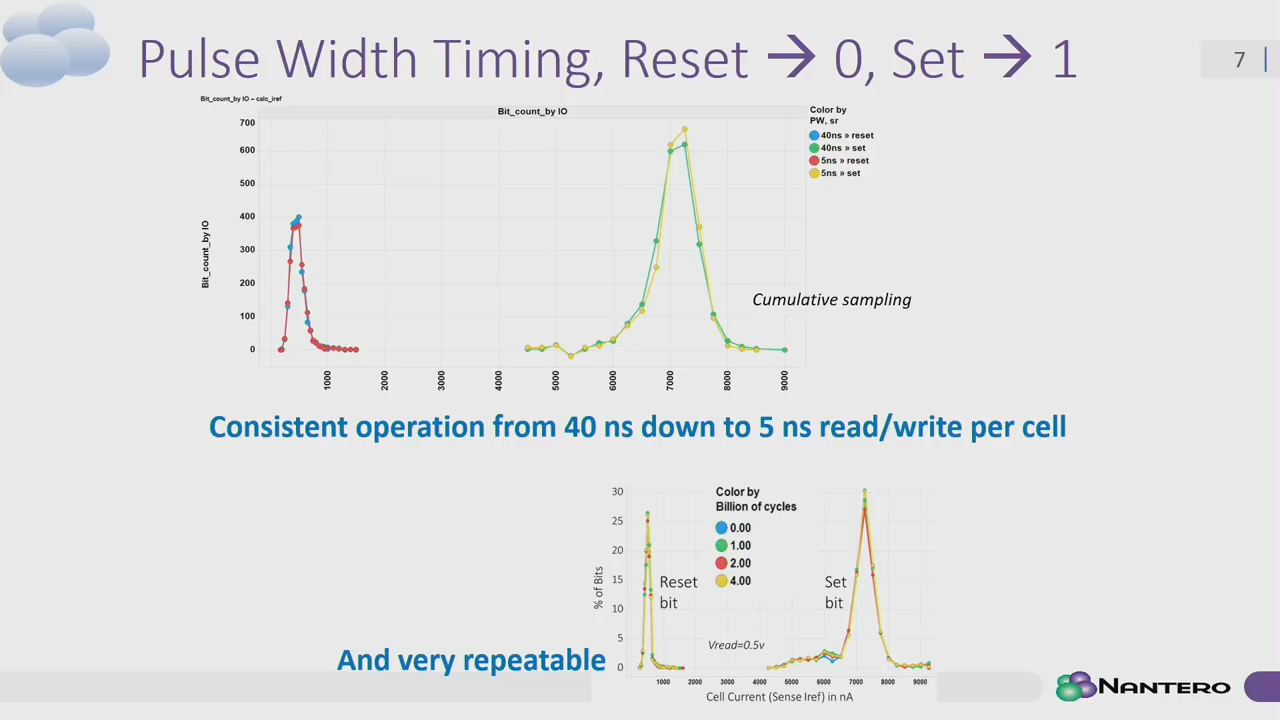 Pulse Width Timing, Reset → 0, Set → 1
7
Bit_count_by IO – calc_iref
Bit_count_by IO
Color by
PW, sr
40ns » reset
40ns » set
5ns » reset
5ns » set
700
600
500
400
300
200
100
0
Bit_count_by IO
1000
2000
3000
4000
5000
6000
7000
8000
9000
Cumulative sampling
Consistent operation from 40 ns down to 5 ns read/write per cell
Color by
Billion of cycles
0.00
1.00
2.00
4.00
30
25
20
15
10
5
0
% of Bits
Reset
bit
Set
bit
Vread=0.5v
1000 2000 3000 4000 5000 6000 7000 8000 9000
Cell Current (Sense Iref) in nA
And very repeatable
NANTERO